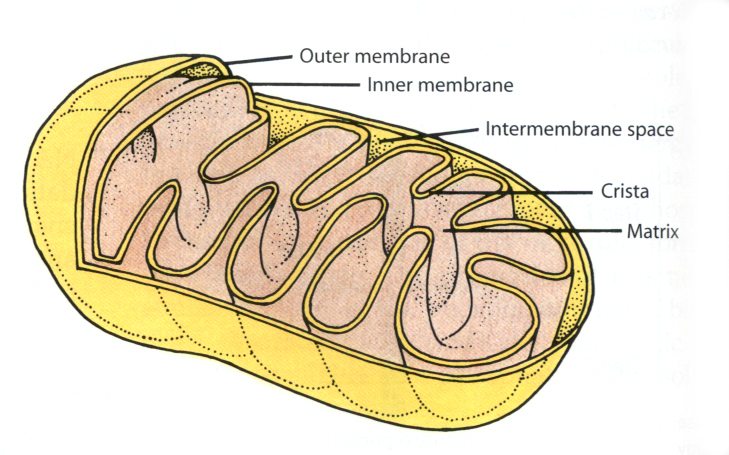 Outer membrane
Inner membrane
Intermembrane space
Crista
Matrix